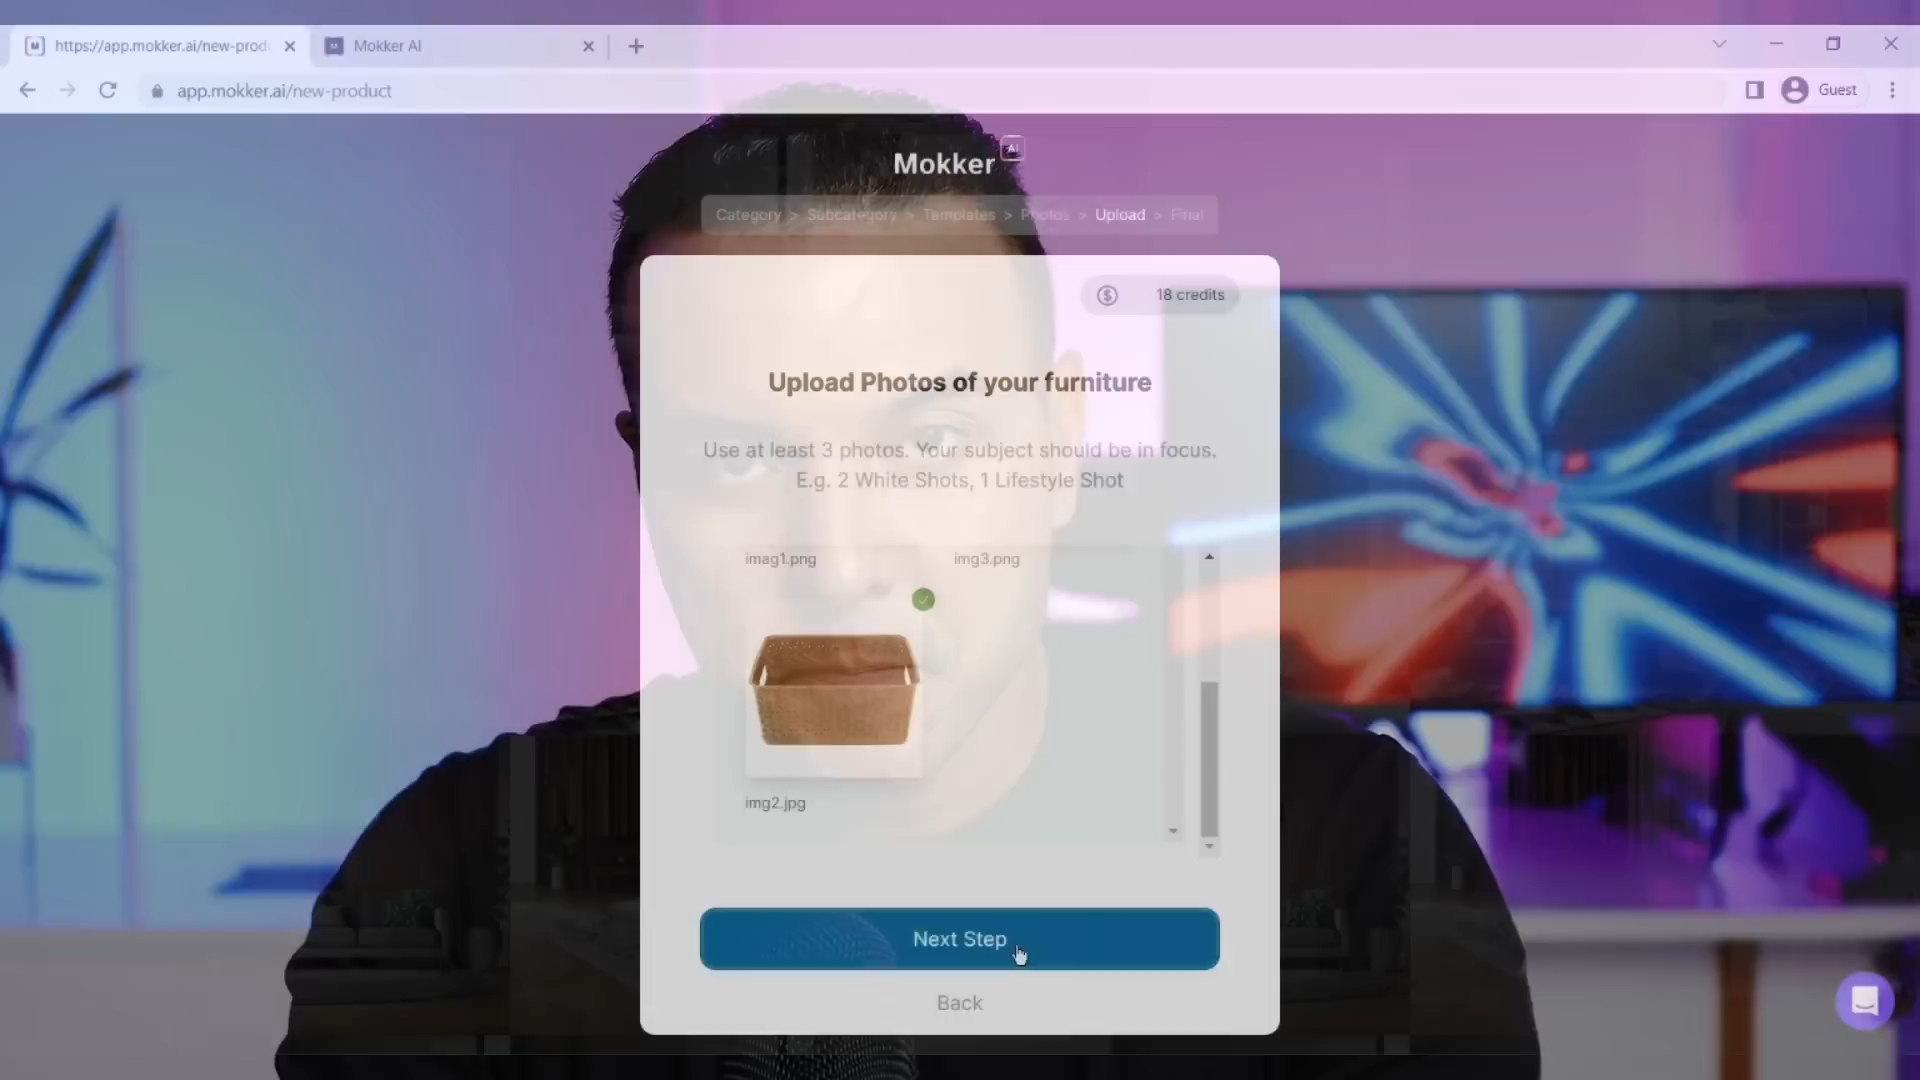 https://app.mokker.ai/new-prod
Mokker AI
app.mokker.ai/new-product
Guest
Mokker AI
Category > Subcategory > Templates > Photos > Upload > Final
18 credits
Upload Photos of your furniture
Use at least 3 photos. Your subject should be in focus.
E.g. 2 White Shots, 1 Lifestyle Shot
imag1.png
img3.png
img2.jpg
Next Step
Back